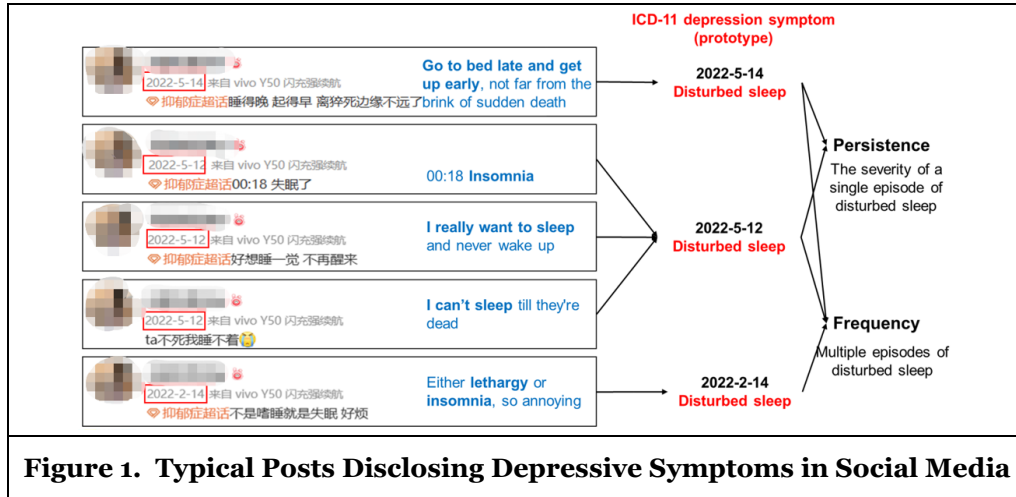 ICD-11 depression symptom
(prototype)
2022-5-14 来自 vivo Y50 闪充强续航
抑郁症超话睡得晚 起得早 离猝死边缘不远了
Go to bed late and get
up early, not far from the
brink of sudden death
2022-5-14
Disturbed sleep
2022-5-12 来自 vivo Y50 闪充强续航
抑郁症超话00:18 失眠了
00:18 Insomnia
2022-5-12 来自 vivo Y50 闪充强续航
抑郁症超话好想睡一觉 不再醒来
I really want to sleep
and never wake up
2022-5-12
Disturbed sleep
2022-5-12 来自 vivo Y50 闪充强续航
ta不死我睡不着
I can't sleep till they're
dead
2022-2-14 来自 vivo Y50 闪充强续航
抑郁症超话不是嗜睡就是失眠 好烦
Either lethargy or
insomnia, so annoying
2022-2-14
Disturbed sleep
Persistence
The severity of a
single episode of
disturbed sleep
Frequency
Multiple episodes of
disturbed sleep
Figure 1. Typical Posts Disclosing Depressive Symptoms in Social Media